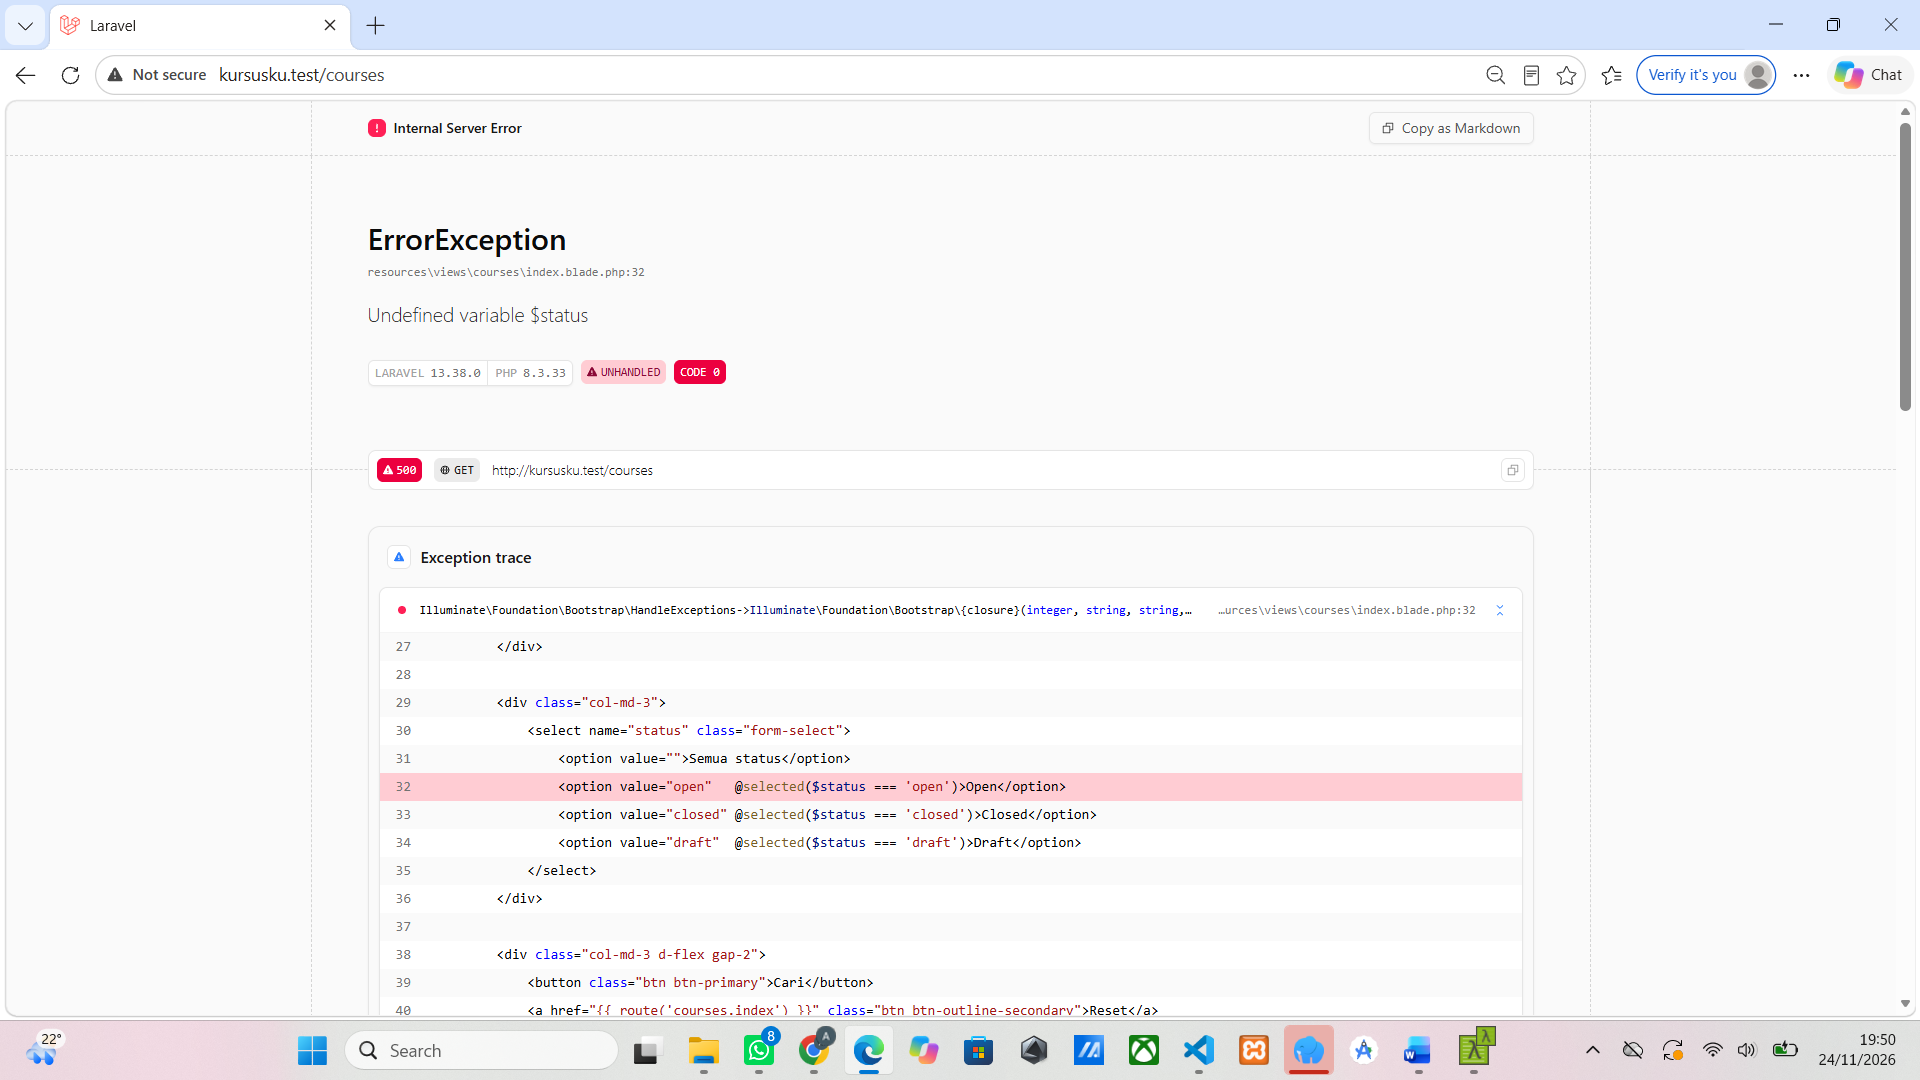 Laravel
Not secure kursusku.test/courses
Verify it's you
Chat
Internal Server Error
Copy as Markdown
ErrorException
resources\views\courses\index.blade.php:32
Undefined variable $status
LARAVEL 13.38.0 PHP 8.3.33 UNHANDLED CODE 0
500 GET http://kursusku.test/courses
Exception trace
Illuminate\Foundation\Bootstrap\HandleExceptions->Illuminate\Foundation\Bootstrap\{closure}(integer, string, string,… …urces\views\courses\index.blade.php:32
27 </div>
28
29 <div class="col-md-3">
30 <select name="status" class="form-select">
31 <option value="">Semua status</option>
32 <option value="open"   @selected($status === 'open')>Open</option>
33 <option value="closed" @selected($status === 'closed')>Closed</option>
34 <option value="draft"  @selected($status === 'draft')>Draft</option>
35 </select>
36 </div>
37
38 <div class="col-md-3 d-flex gap-2">
39 <button class="btn btn-primary">Cari</button>
40 <a href="{{ route('courses.index') }}" class="btn btn-outline-secondary">Reset</a>
22°
Search
8
A
19:50
24/11/2026